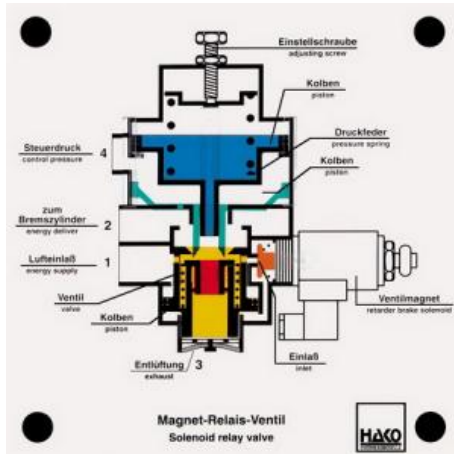 Einstellschraube
adjusting screw
Kolben
piston
Druckfeder
pressure spring
Kolben
piston
Steuerdruck
control pressure
4
zum
Bremszylinder
energy deliver
2
Lufteinlaß
energy supply
1
Ventil
valve
Kolben
piston
Entlüftung
exhaust
3
Ventilmagnet
retarder brake solenoid
Einlaß
inlet
Magnet-Relais-Ventil
Solenoid relay valve
HAKO